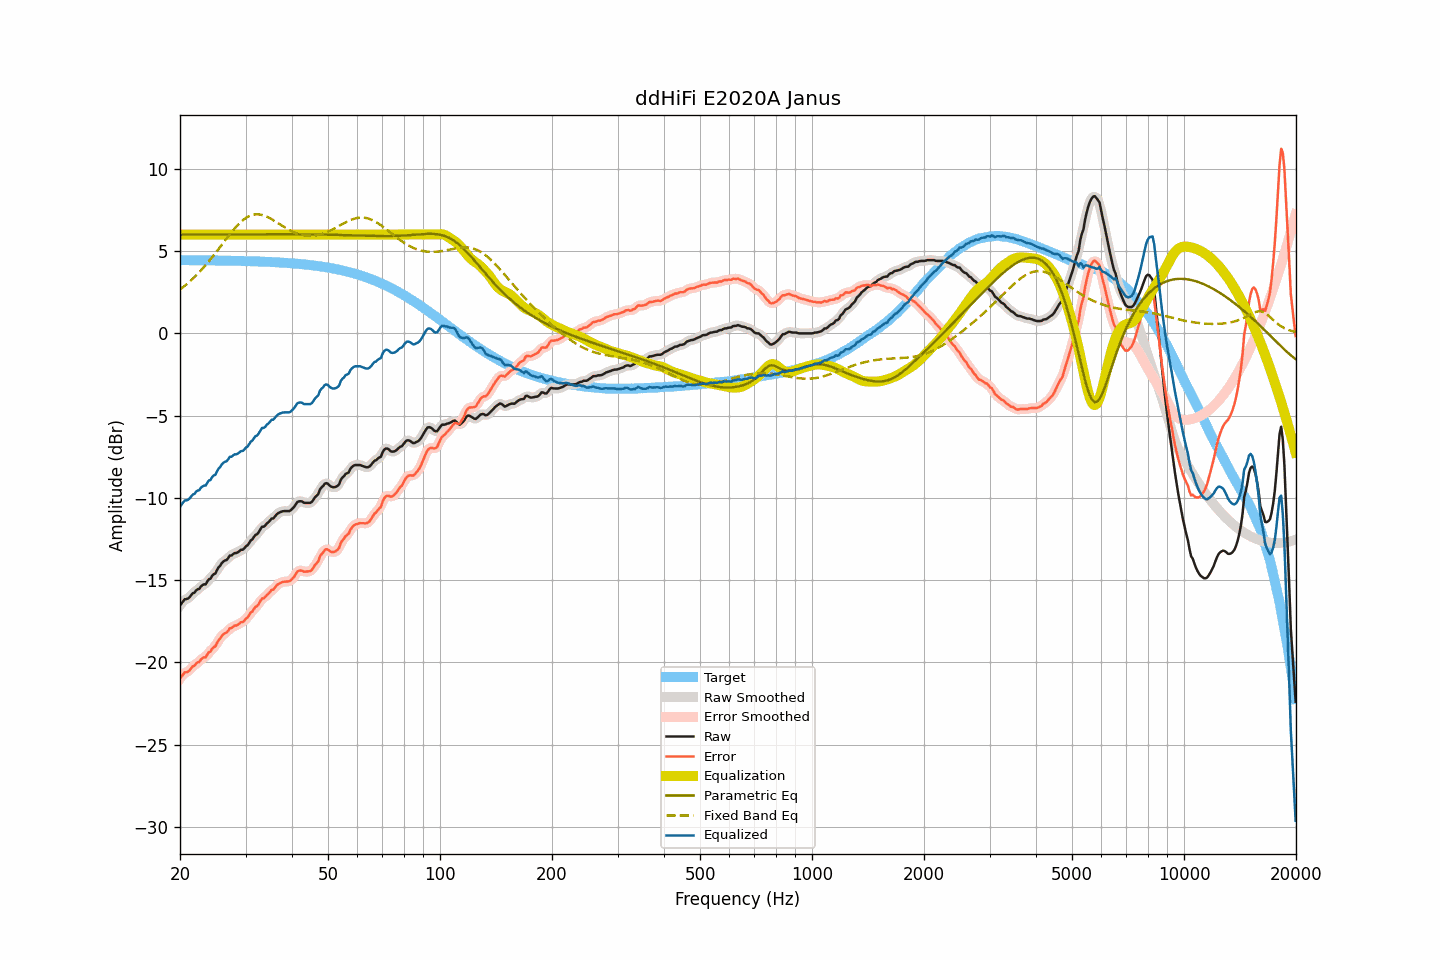 ddHiFi E2020A Janus
Amplitude (dBr)
10
5
0
−5
−10
−15
−20
−25
−30
Target
Raw Smoothed
Error Smoothed
Raw
Error
Equalization
Parametric Eq
Fixed Band Eq
Equalized
20 50 100 200 500 1000 2000 5000 10000 20000
Frequency (Hz)